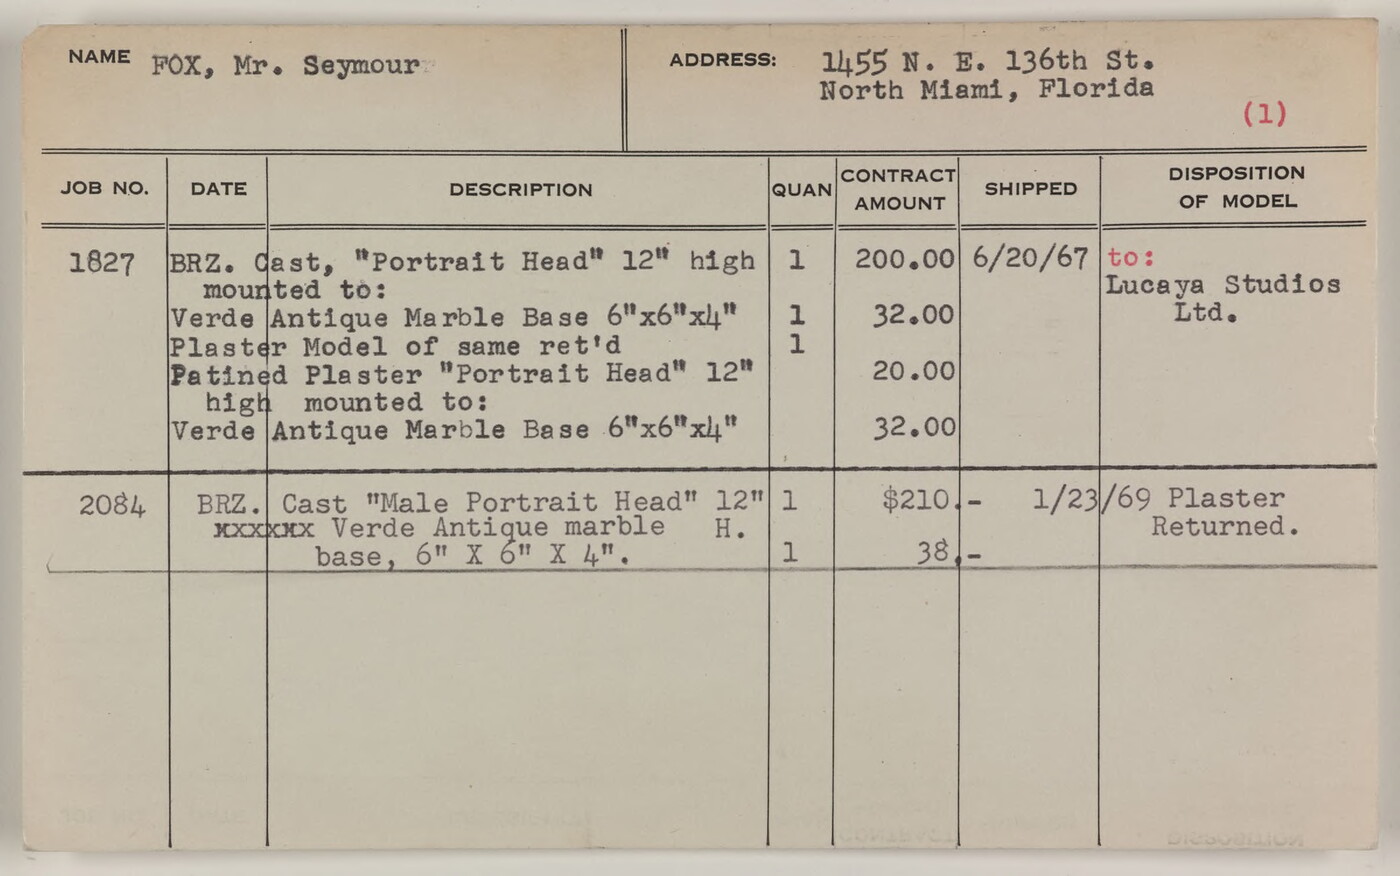 NAME FOX, Mr. Seymour
ADDRESS: 1455 N. E. 136th St.
North Miami, Florida
(1)
JOB NO. DATE DESCRIPTION QUAN CONTRACT AMOUNT SHIPPED DISPOSITION OF MODEL
1827 BRZ. Cast, "Portrait Head" 12" high 1 200.00 6/20/67 to:
mounted to: Lucaya Studios
Verde Antique Marble Base 6"x6"x4" 1 32.00 Ltd.
Plaster Model of same ret'd 1
Patined Plaster "Portrait Head" 12" 20.00
high mounted to:
Verde Antique Marble Base 6"x6"x4" 32.00
2084 BRZ. Cast "Male Portrait Head" 12" 1 $210.- 1/23/69 Plaster
xxxxxx Verde Antique marble H. Returned.
base, 6" X 6" X 4". 1 38.-